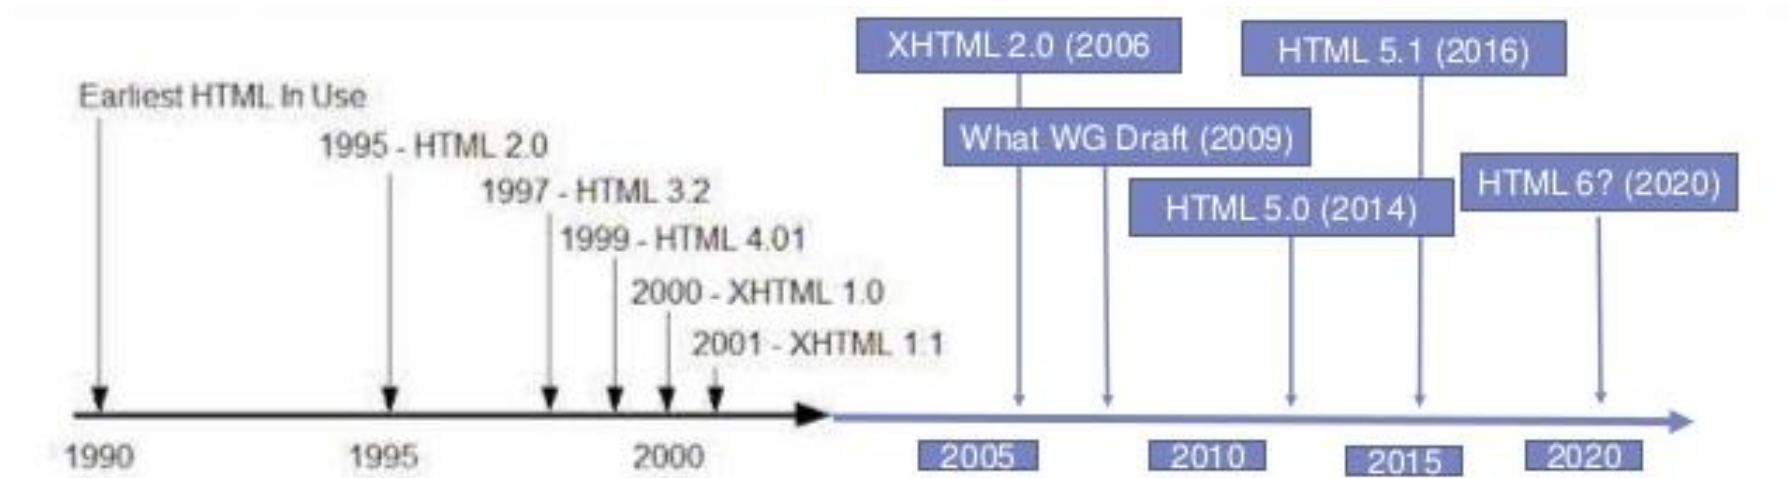 XHTML 2.0 (2006
HTML 5.1 (2016)
Earliest HTML In Use
What WG Draft (2009)
1995 - HTML 2.0
HTML 6? (2020)
1997 - HTML 3.2
HTML 5.0 (2014)
1999 - HTML 4.01
2000 - XHTML 1.0
2001 - XHTML 1.1
1990
1995
2000
2005
2010
2015
2020